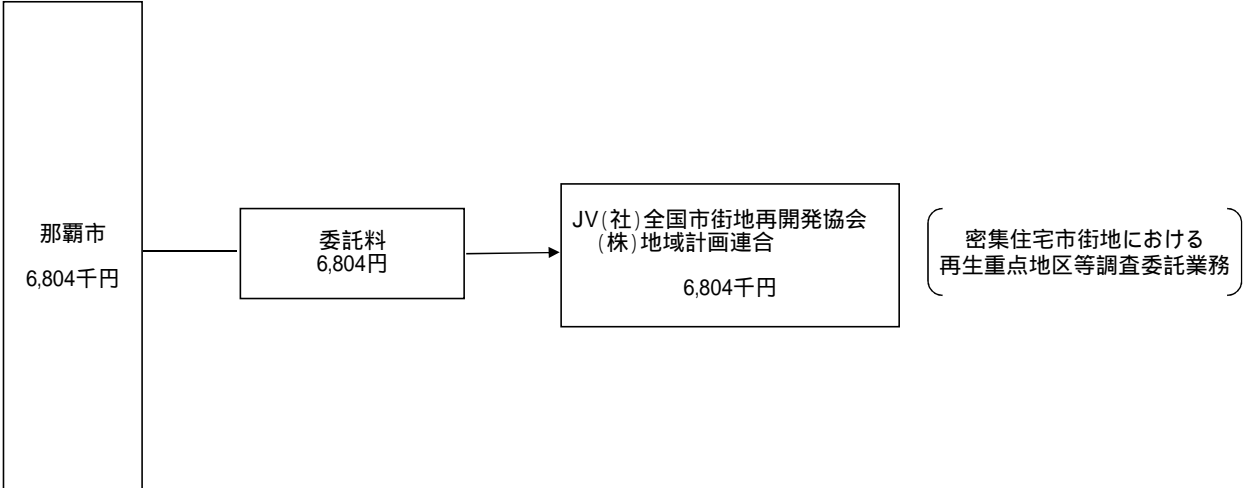 那覇市
6,804千円
委託料
6,804円
JV(社)全国市街地再開発協会
(株)地域計画連合
6,804千円
密集住宅市街地における
再生重点地区等調査委託業務